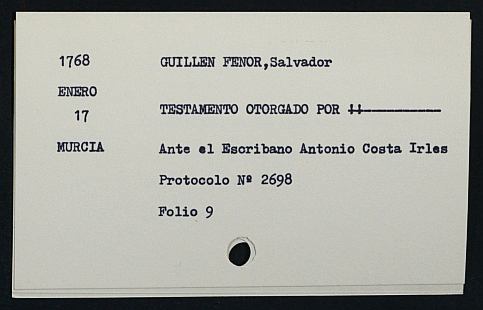 1768 GUILLEN FENOR,Salvador
ENERO
17 TESTAMENTO OTORGADO POR "-----------
MURCIA Ante el Escribano Antonio Costa Irles
Protocolo Nº 2698
Folio 9